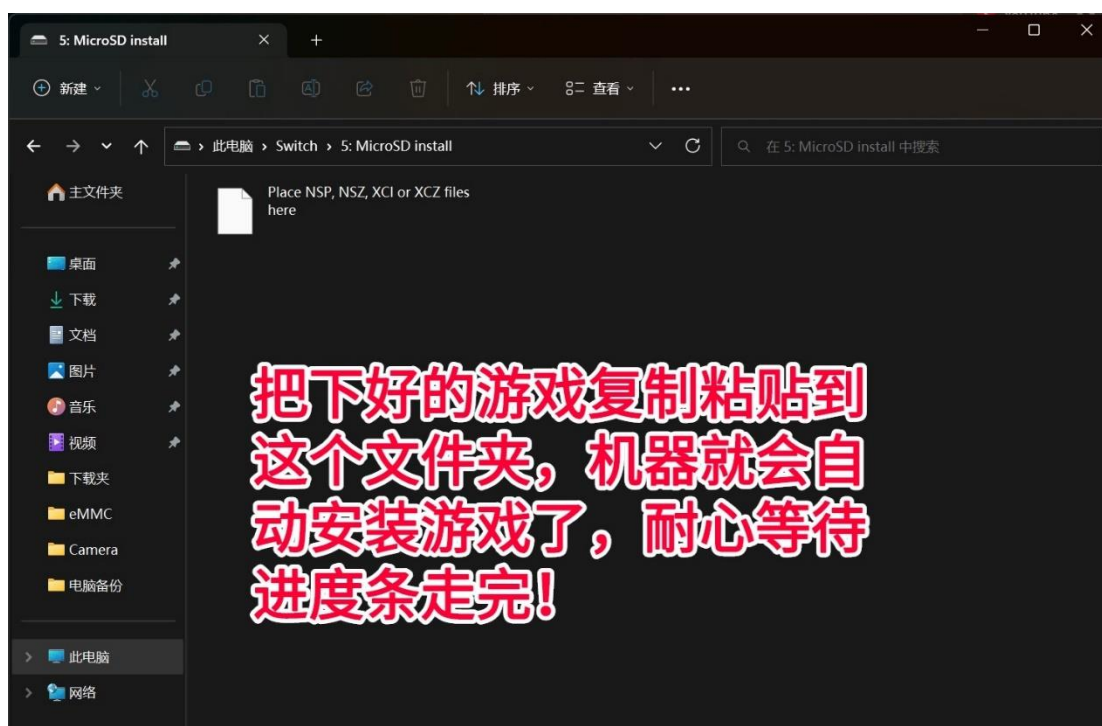 5: MicroSD install
新建
排序
查看
此电脑 > Switch > 5: MicroSD install
在 5: MicroSD install 中搜索
主文件夹
Place NSP, NSZ, XCI or XCZ files
here
桌面
下载
文档
图片
音乐
视频
下载夹
eMMC
Camera
电脑备份
此电脑
网络
把下好的游戏复制粘贴到
这个文件夹，机器就会自
动安装游戏了，耐心等待
进度条走完！